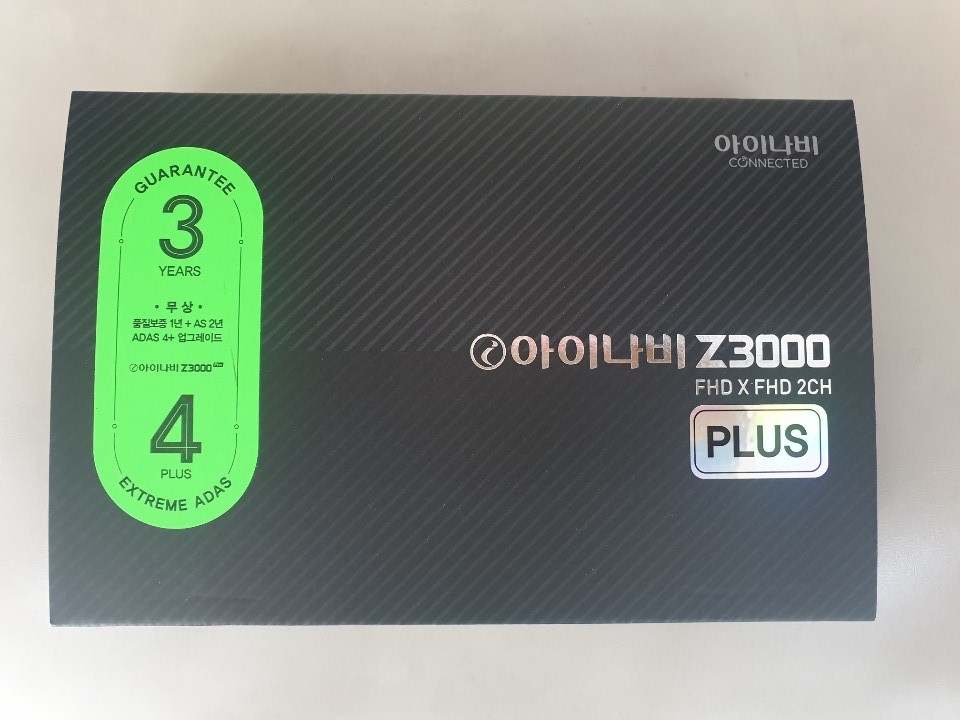 GUARANTEE
3
YEARS
• 무상 •
품질보증 1년 + AS 2년
ADAS 4+ 업그레이드
아이나비 Z3000 PLUS
4
PLUS
EXTREME ADAS
아이나비
CONNECTED
아이나비 Z3000
FHD X FHD 2CH
PLUS